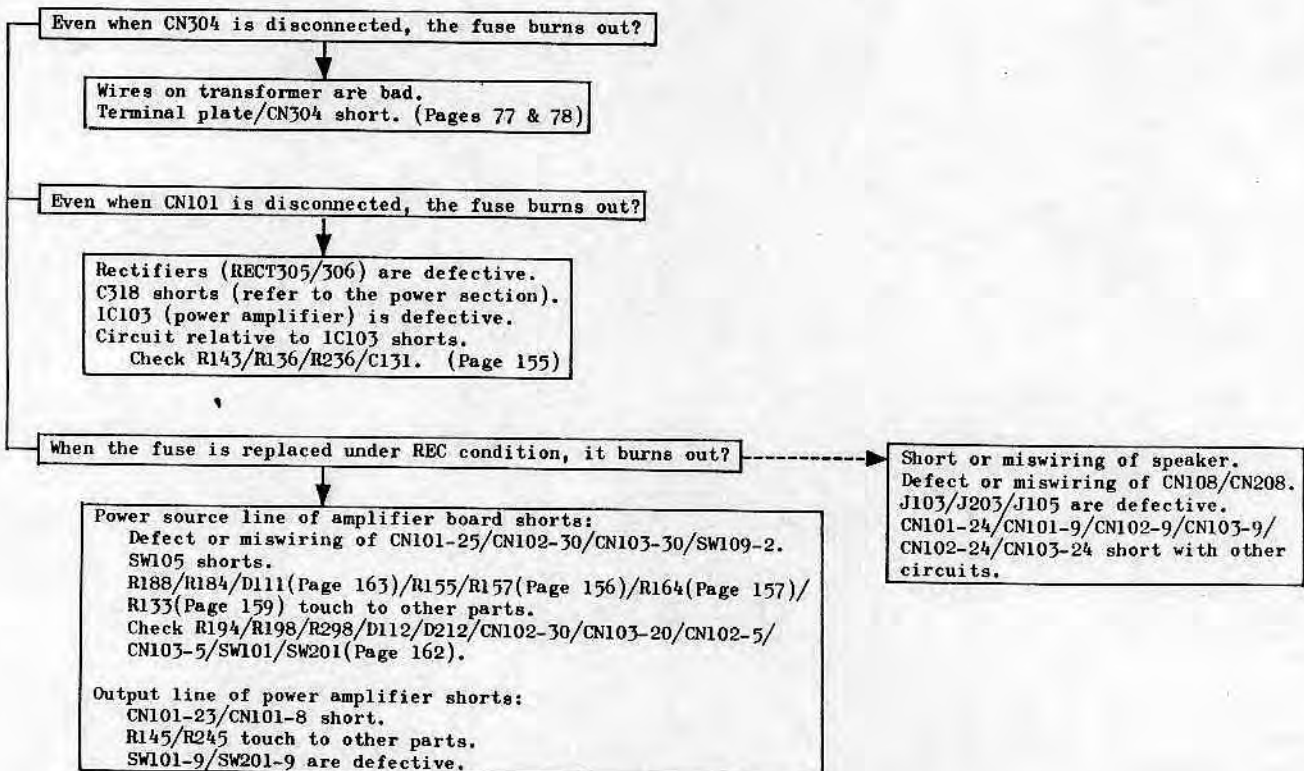 Even when CN304 is disconnected, the fuse burns out?
Wires on transformer are bad.
Terminal plate/CN304 short. (Pages 77 & 78)
Even when CN101 is disconnected, the fuse burns out?
Rectifiers (RECT305/306) are defective.
C318 shorts (refer to the power section).
IC103 (power amplifier) is defective.
Circuit relative to IC103 shorts.
Check R143/R136/R236/C131. (Page 155)
When the fuse is replaced under REC condition, it burns out?
Power source line of amplifier board shorts:
Defect or miswiring of CN101-25/CN102-30/CN103-30/SW109-2.
SW105 shorts.
R188/R184/D111(Page 163)/R155/R157(Page 156)/R164(Page 157)/
R133(Page 159) touch to other parts.
Check R194/R198/R298/D112/D212/CN102-30/CN103-20/CN102-5/
CN103-5/SW101/SW201(Page 162).
Output line of power amplifier shorts:
CN101-23/CN101-8 short.
R145/R245 touch to other parts.
SW101-9/SW201-9 are defective.
Short or miswiring of speaker.
Defect or miswiring of CN108/CN208.
J103/J203/J105 are defective.
CN101-24/CN101-9/CN102-9/CN103-9/
CN102-24/CN103-24 short with other
circuits.